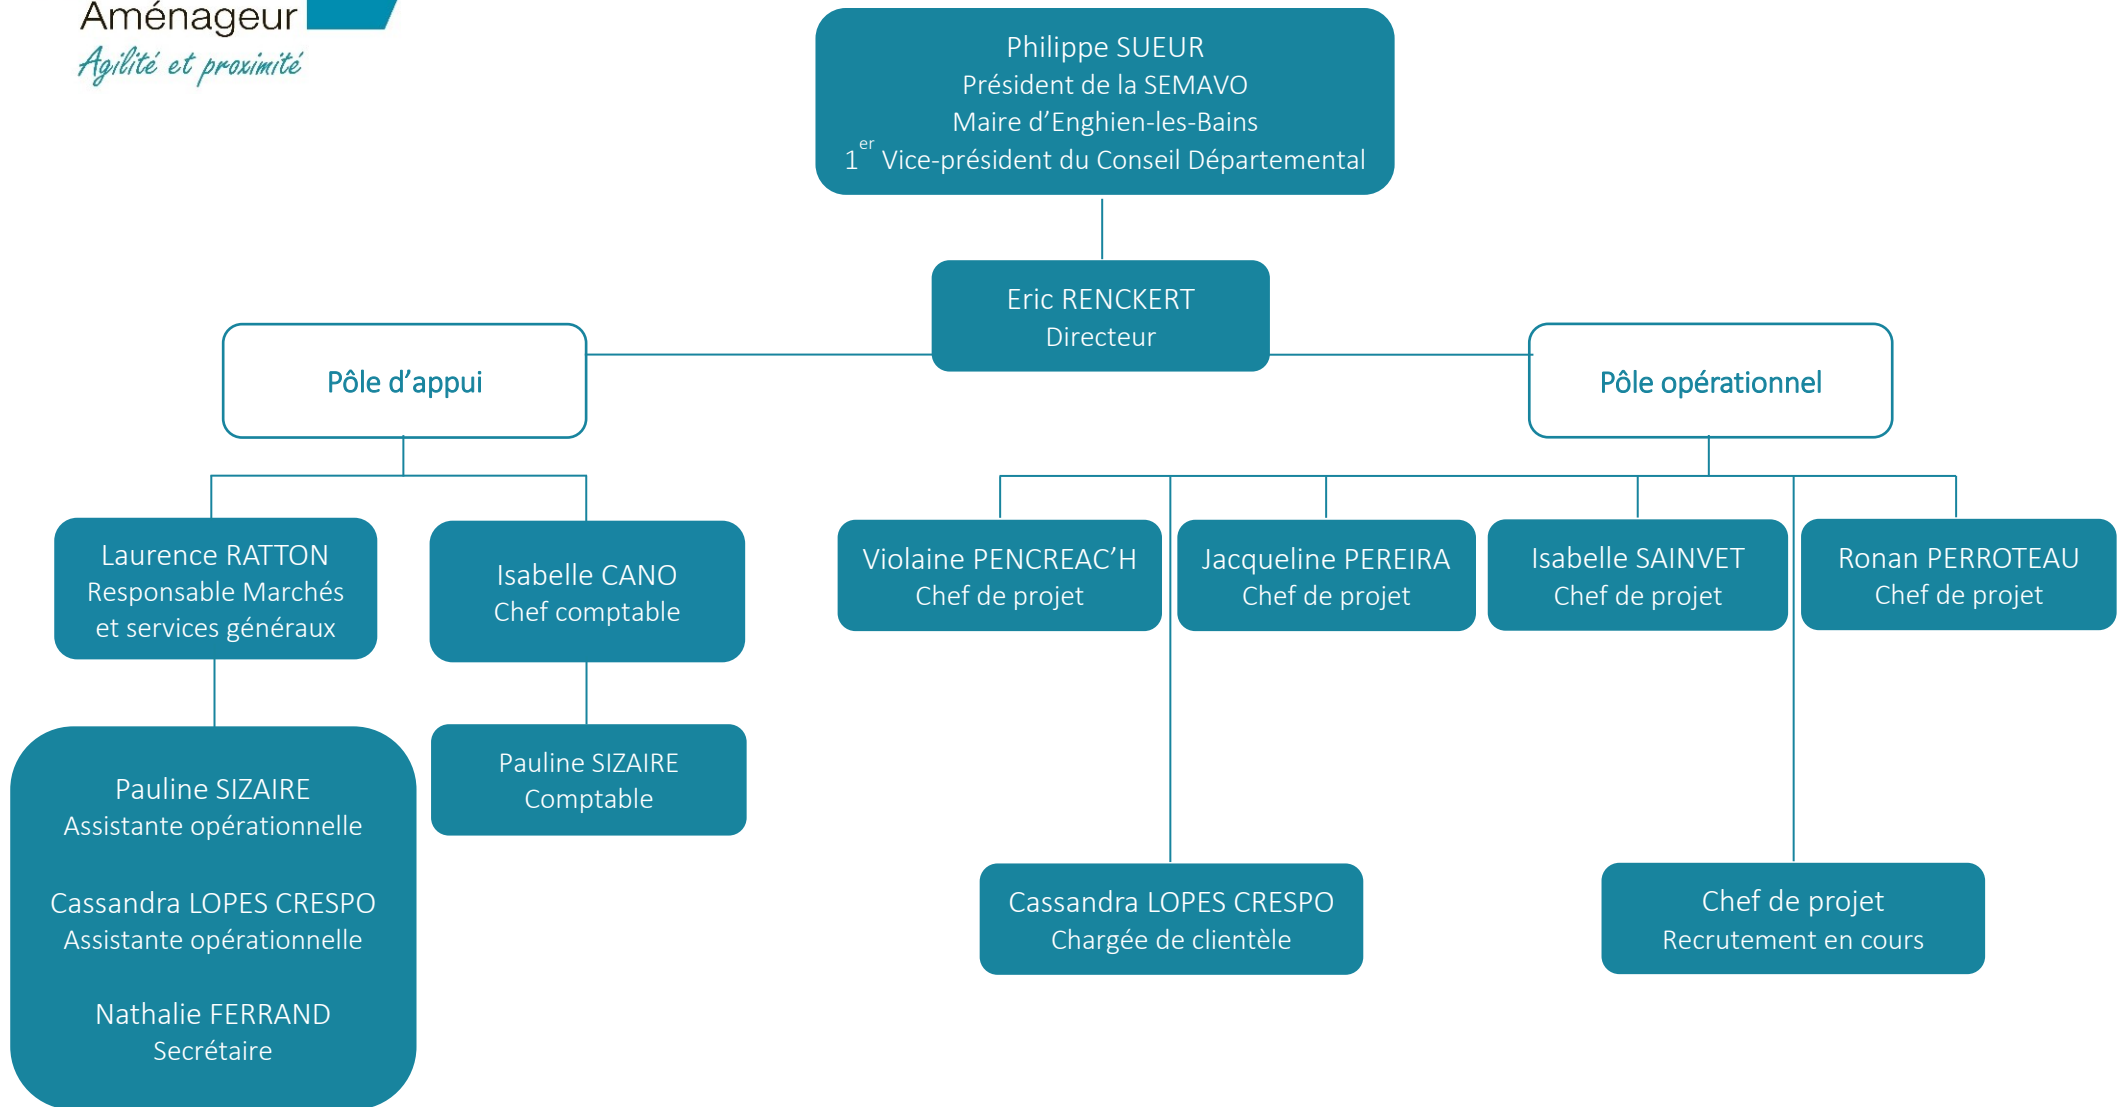 Aménageur
Agilité et proximité
Philippe SUEUR
Président de la SEMAVO
Maire d’Enghien-les-Bains
1er Vice-président du Conseil Départemental
Eric RENCKERT
Directeur
Pôle d’appui
Pôle opérationnel
Laurence RATTON
Responsable Marchés
et services généraux
Isabelle CANO
Chef comptable
Violaine PENCREAC’H
Chef de projet
Jacqueline PEREIRA
Chef de projet
Isabelle SAINVET
Chef de projet
Ronan PERROTEAU
Chef de projet
Pauline SIZAIRE
Assistante opérationnelle
Cassandra LOPES CRESPO
Assistante opérationnelle
Nathalie FERRAND
Secrétaire
Pauline SIZAIRE
Comptable
Cassandra LOPES CRESPO
Chargée de clientèle
Chef de projet
Recrutement en cours